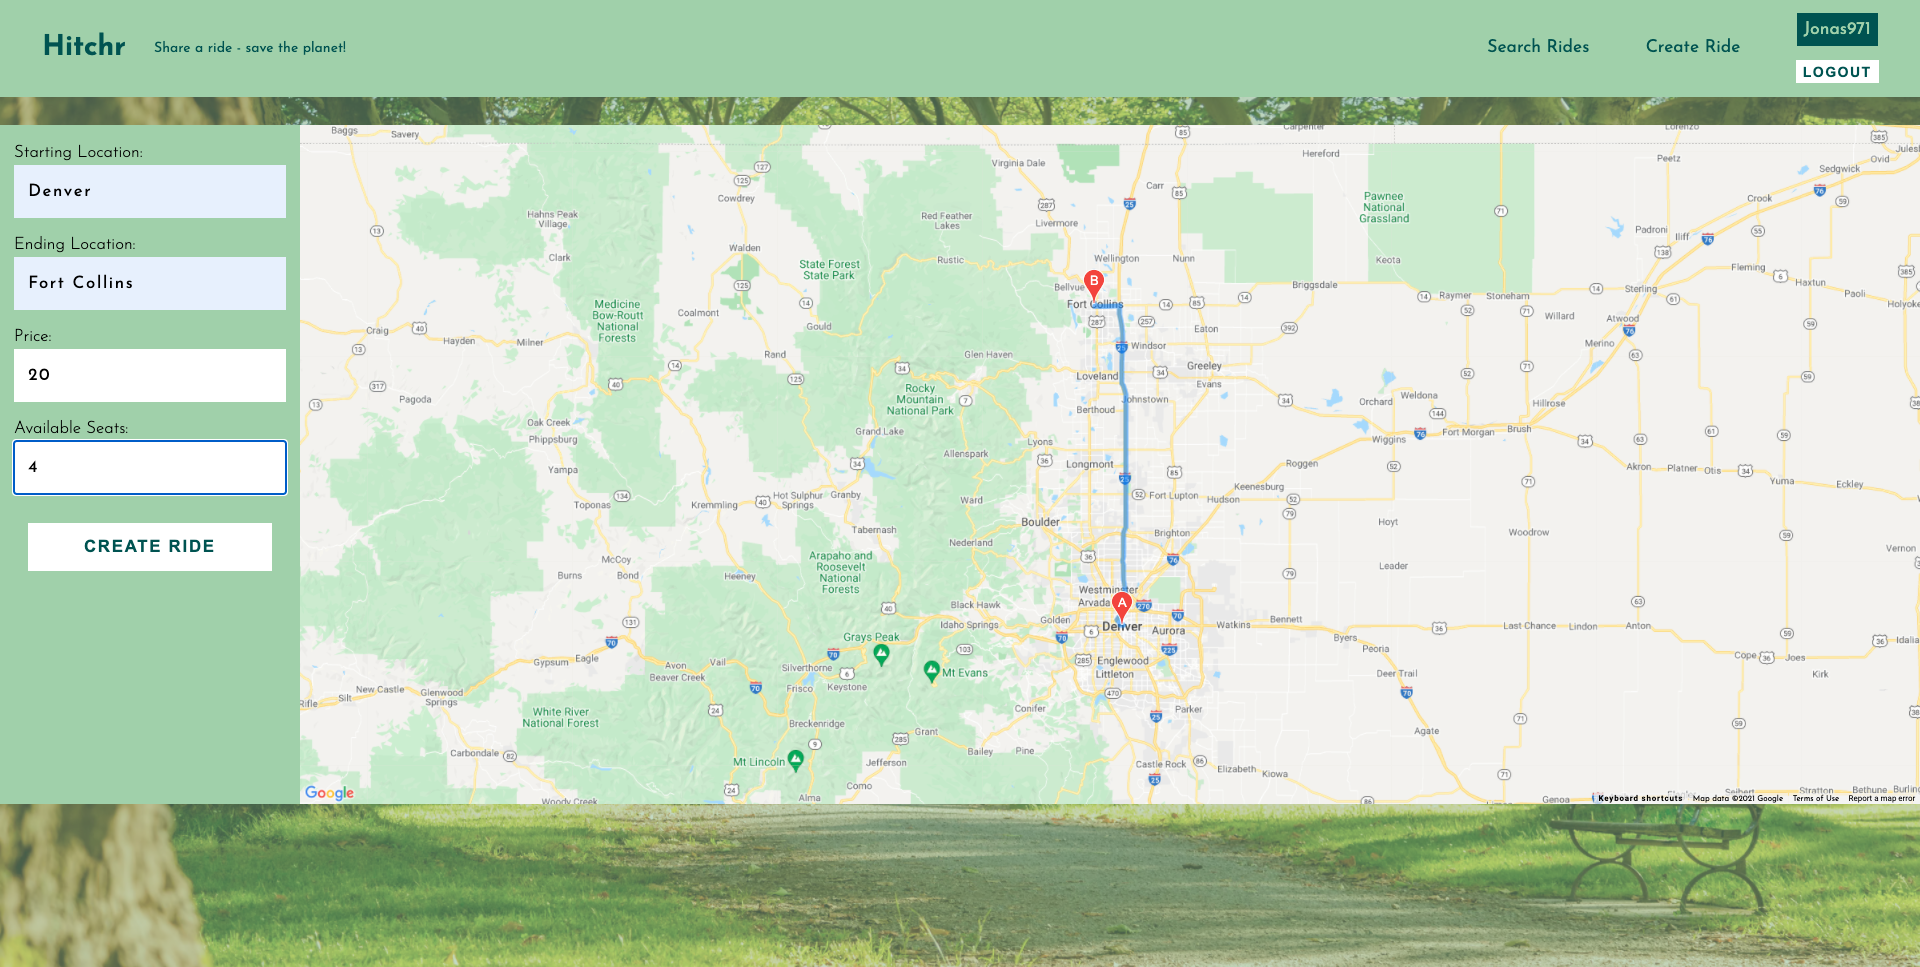 Hitchr
Share a ride - save the planet!
Search Rides
Create Ride
Jonas971
LOGOUT
Starting Location:
Denver
Ending Location:
Fort Collins
Price:
20
Available Seats:
4
CREATE RIDE
Baggs
Savery
Carpenter
Lorenzo
Virginia Dale
Hereford
Peetz
Ovid
Sedgwick
Cowdrey
Carr
Crook
Pawnee
National
Grassland
Hahns Peak
Village
Red Feather
Lakes
Livermore
Padroni
Iliff
Walden
Clark
State Forest
State Park
Rustic
Wellington
Nunn
Keota
Fleming
Haxtun
Paoli
Holyoke
B
Bellvue
Fort Collins
Briggsdale
Raymer
Stoneham
Sterling
Medicine
Bow-Routt
National
Forests
Coalmont
Gould
Willard
Atwood
Craig
Hayden
Milner
Rand
Glen Haven
Windsor
Eaton
Merino
Greeley
Loveland
Evans
Rocky
Mountain
National Park
Pagoda
Johnstown
Berthoud
Orchard
Weldona
Hillrose
Oak Creek
Phippsburg
Grand Lake
Lyons
Wiggins
Fort Morgan
Brush
Allenspark
Yampa
Longmont
Roggen
Akron
Platner
Otis
Yuma
Eckley
Toponas
Kremmling
Hot Sulphur
Springs
Granby
Ward
Fort Lupton
Hudson
Keenesburg
Tabernash
Boulder
Hoyt
Woodrow
Nederland
Brighton
Vernon
McCoy
Burns
Bond
Heeney
Arapaho and
Roosevelt
National
Forests
Leader
Westminster
Arvada
A
Black Hawk
Idaho Springs
Golden
Denver
Aurora
Watkins
Bennett
Byers
Last Chance
Lindon
Anton
Idalia
Grays Peak
Gypsum
Eagle
Avon
Vail
Beaver Creek
Silverthorne
Keystone
Frisco
Mt Evans
Englewood
Littleton
Peoria
Deer Trail
Cope
Joes
Kirk
Rifle
Silt
New Castle
Glenwood
Springs
White River
National Forest
Breckenridge
Conifer
Parker
Agate
Carbondale
Grant
Bailey
Pine
Mt Lincoln
Jefferson
Castle Rock
Elizabeth
Kiowa
Woody Creek
Alma
Como
Genoa
Seibert
Stratton
Bethune
Google
Keyboard shortcuts
Map data ©2021 Google
Terms of Use
Report a map error